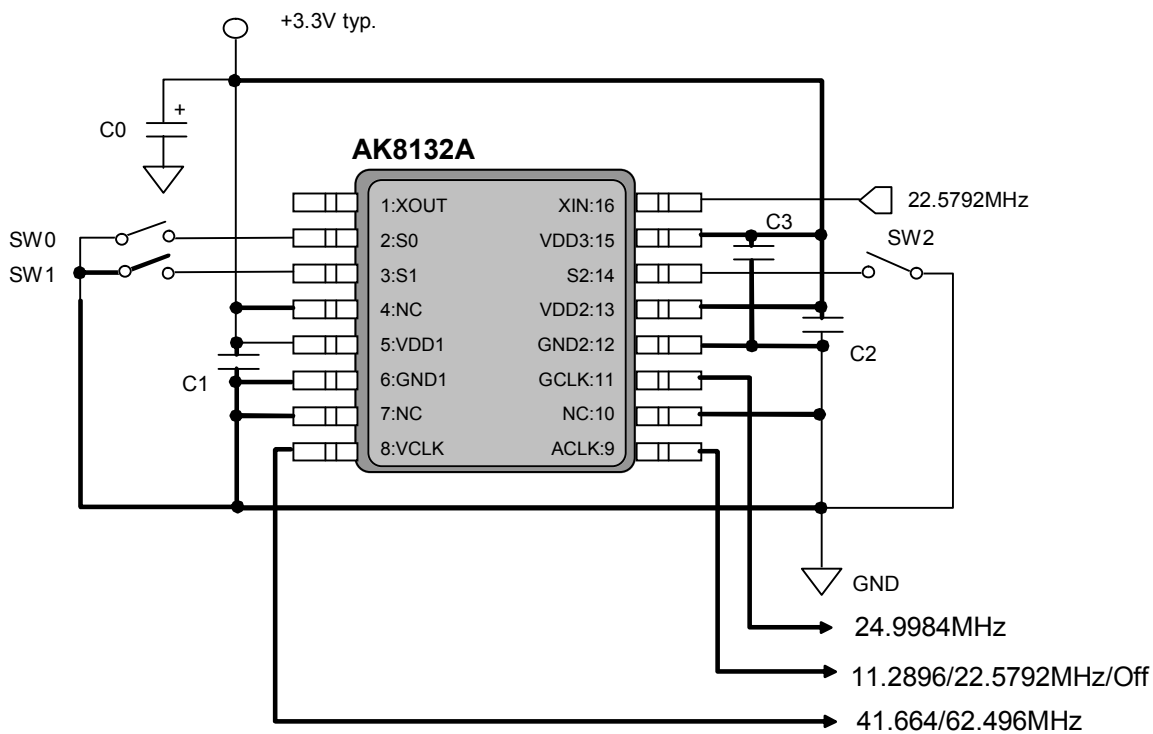 +3.3V typ.
+
C0
AK8132A
1:XOUT
XIN:16
22.5792MHz
C3
SW0
2:S0
VDD3:15
SW2
SW1
3:S1
S2:14
4:NC
VDD2:13
5:VDD1
GND2:12
C2
C1
6:GND1
GCLK:11
7:NC
NC:10
8:VCLK
ACLK:9
GND
24.9984MHz
11.2896/22.5792MHz/Off
41.664/62.496MHz